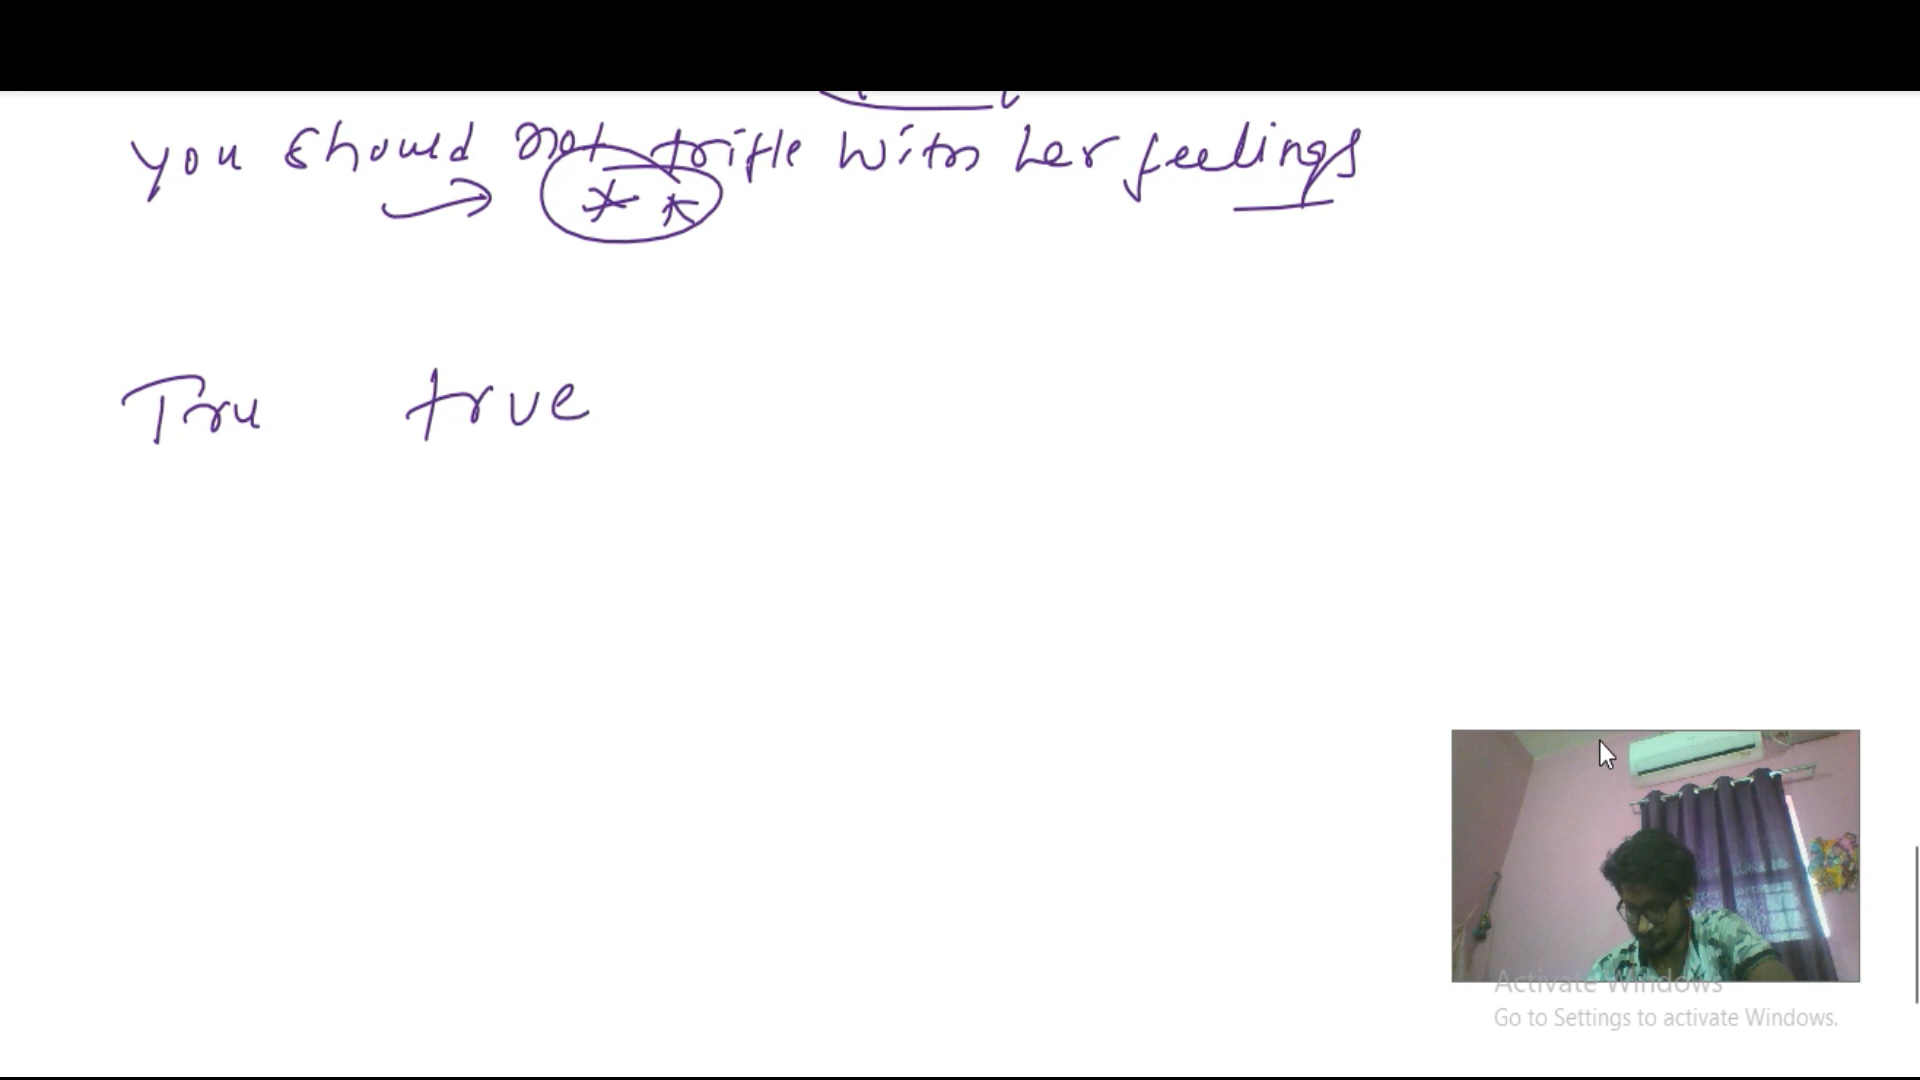 you should not trifle with her feelings
Tru true
Activate Windows
Go to Settings to activate Windows.